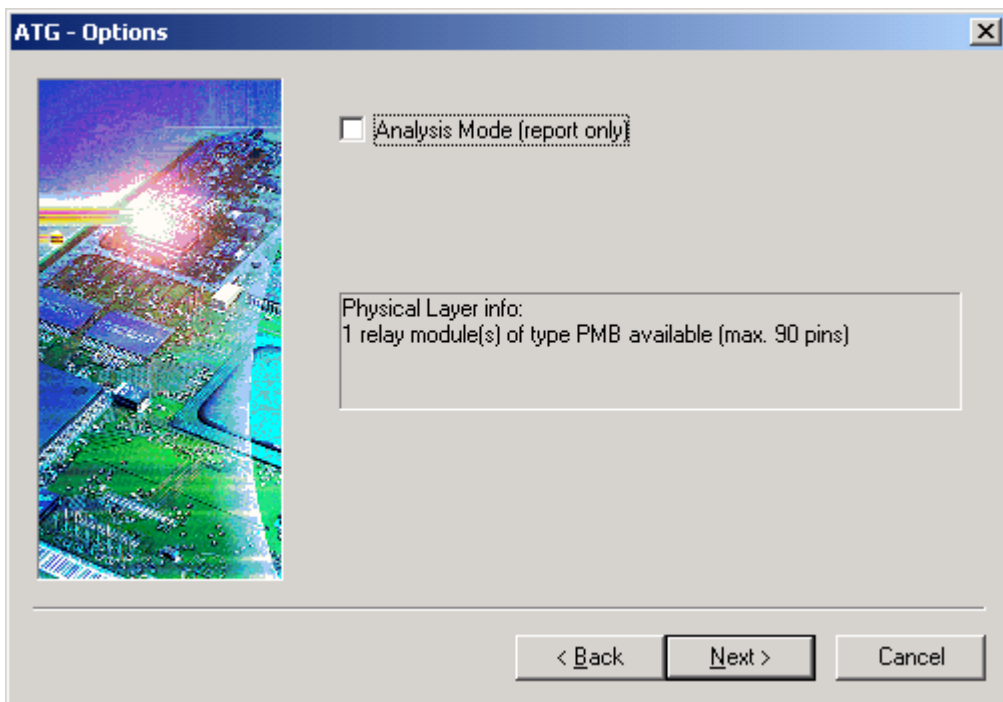 ATG - Options
Analysis Mode (report only)
Physical Layer info:
1 relay module(s) of type PMB available (max. 90 pins)
< Back
Next >
Cancel